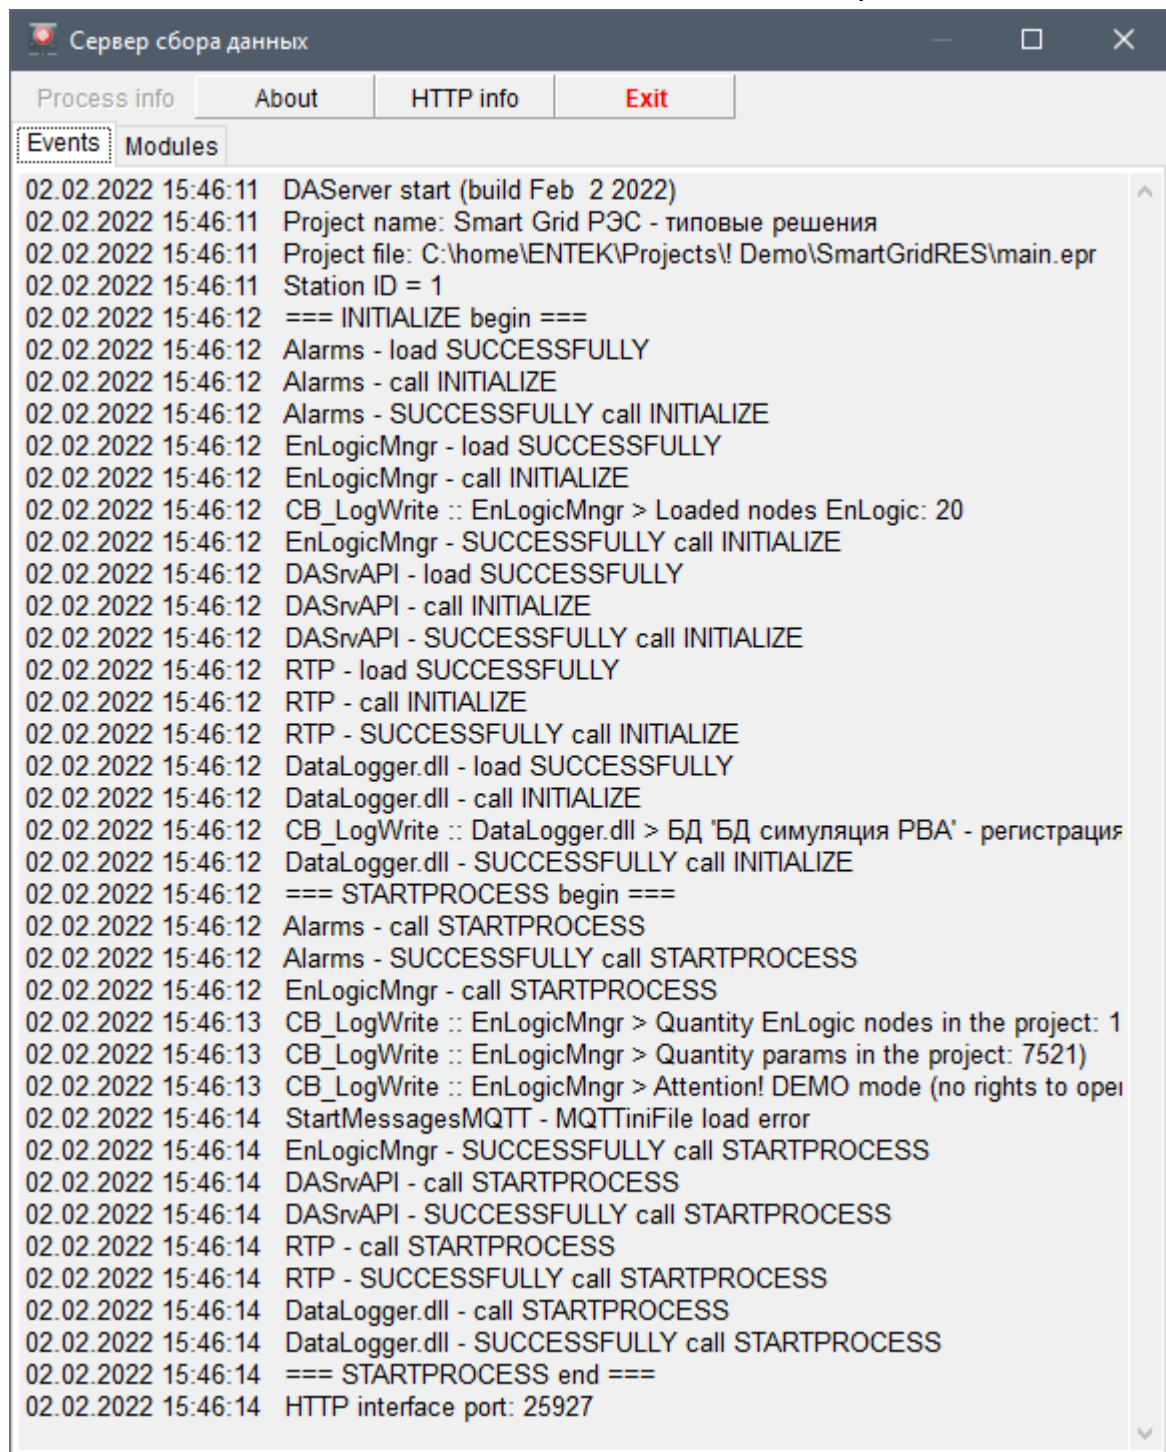 Сервер сбора данных
Process info About HTTP info Exit
Events Modules
02.02.2022 15:46:11 DAServer start (build Feb  2 2022)
02.02.2022 15:46:11 Project name: Smart Grid РЭС - типовые решения
02.02.2022 15:46:11 Project file: C:\home\ENTEK\Projects\! Demo\SmartGridRES\main.epr
02.02.2022 15:46:11 Station ID = 1
02.02.2022 15:46:12 === INITIALIZE begin ===
02.02.2022 15:46:12 Alarms - load SUCCESSFULLY
02.02.2022 15:46:12 Alarms - call INITIALIZE
02.02.2022 15:46:12 Alarms - SUCCESSFULLY call INITIALIZE
02.02.2022 15:46:12 EnLogicMngr - load SUCCESSFULLY
02.02.2022 15:46:12 EnLogicMngr - call INITIALIZE
02.02.2022 15:46:12 CB_LogWrite :: EnLogicMngr > Loaded nodes EnLogic: 20
02.02.2022 15:46:12 EnLogicMngr - SUCCESSFULLY call INITIALIZE
02.02.2022 15:46:12 DASrvAPI - load SUCCESSFULLY
02.02.2022 15:46:12 DASrvAPI - call INITIALIZE
02.02.2022 15:46:12 DASrvAPI - SUCCESSFULLY call INITIALIZE
02.02.2022 15:46:12 RTP - load SUCCESSFULLY
02.02.2022 15:46:12 RTP - call INITIALIZE
02.02.2022 15:46:12 RTP - SUCCESSFULLY call INITIALIZE
02.02.2022 15:46:12 DataLogger.dll - load SUCCESSFULLY
02.02.2022 15:46:12 DataLogger.dll - call INITIALIZE
02.02.2022 15:46:12 CB_LogWrite :: DataLogger.dll > БД 'БД симуляция РВА' - регистрация
02.02.2022 15:46:12 DataLogger.dll - SUCCESSFULLY call INITIALIZE
02.02.2022 15:46:12 === STARTPROCESS begin ===
02.02.2022 15:46:12 Alarms - call STARTPROCESS
02.02.2022 15:46:12 Alarms - SUCCESSFULLY call STARTPROCESS
02.02.2022 15:46:12 EnLogicMngr - call STARTPROCESS
02.02.2022 15:46:13 CB_LogWrite :: EnLogicMngr > Quantity EnLogic nodes in the project: 1
02.02.2022 15:46:13 CB_LogWrite :: EnLogicMngr > Quantity params in the project: 7521)
02.02.2022 15:46:13 CB_LogWrite :: EnLogicMngr > Attention! DEMO mode (no rights to oper
02.02.2022 15:46:14 StartMessagesMQTT - MQTTiniFile load error
02.02.2022 15:46:14 EnLogicMngr - SUCCESSFULLY call STARTPROCESS
02.02.2022 15:46:14 DASrvAPI - call STARTPROCESS
02.02.2022 15:46:14 DASrvAPI - SUCCESSFULLY call STARTPROCESS
02.02.2022 15:46:14 RTP - call STARTPROCESS
02.02.2022 15:46:14 RTP - SUCCESSFULLY call STARTPROCESS
02.02.2022 15:46:14 DataLogger.dll - call STARTPROCESS
02.02.2022 15:46:14 DataLogger.dll - SUCCESSFULLY call STARTPROCESS
02.02.2022 15:46:14 === STARTPROCESS end ===
02.02.2022 15:46:14 HTTP interface port: 25927